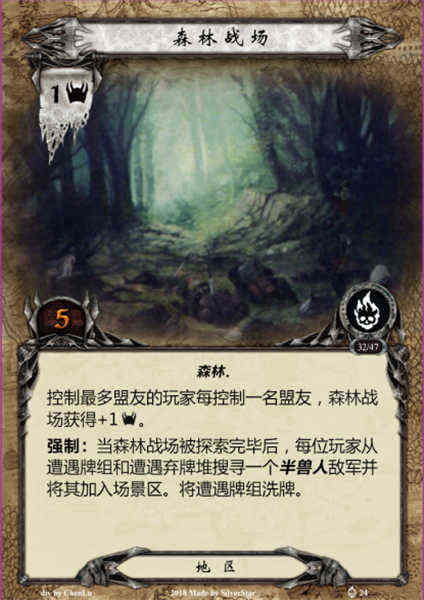 森林战场
1
5
32/47
森林.
控制最多盟友的玩家每控制一名盟友，森林战
场获得+1。
强制：当森林战场被探索完毕后，每位玩家从
遭遇牌组和遭遇弃牌堆搜寻一个半兽人敌军并
将其加入场景区。将遭遇牌组洗牌。
地区
diy by ChenLu
2018 Made by SilverStar
24